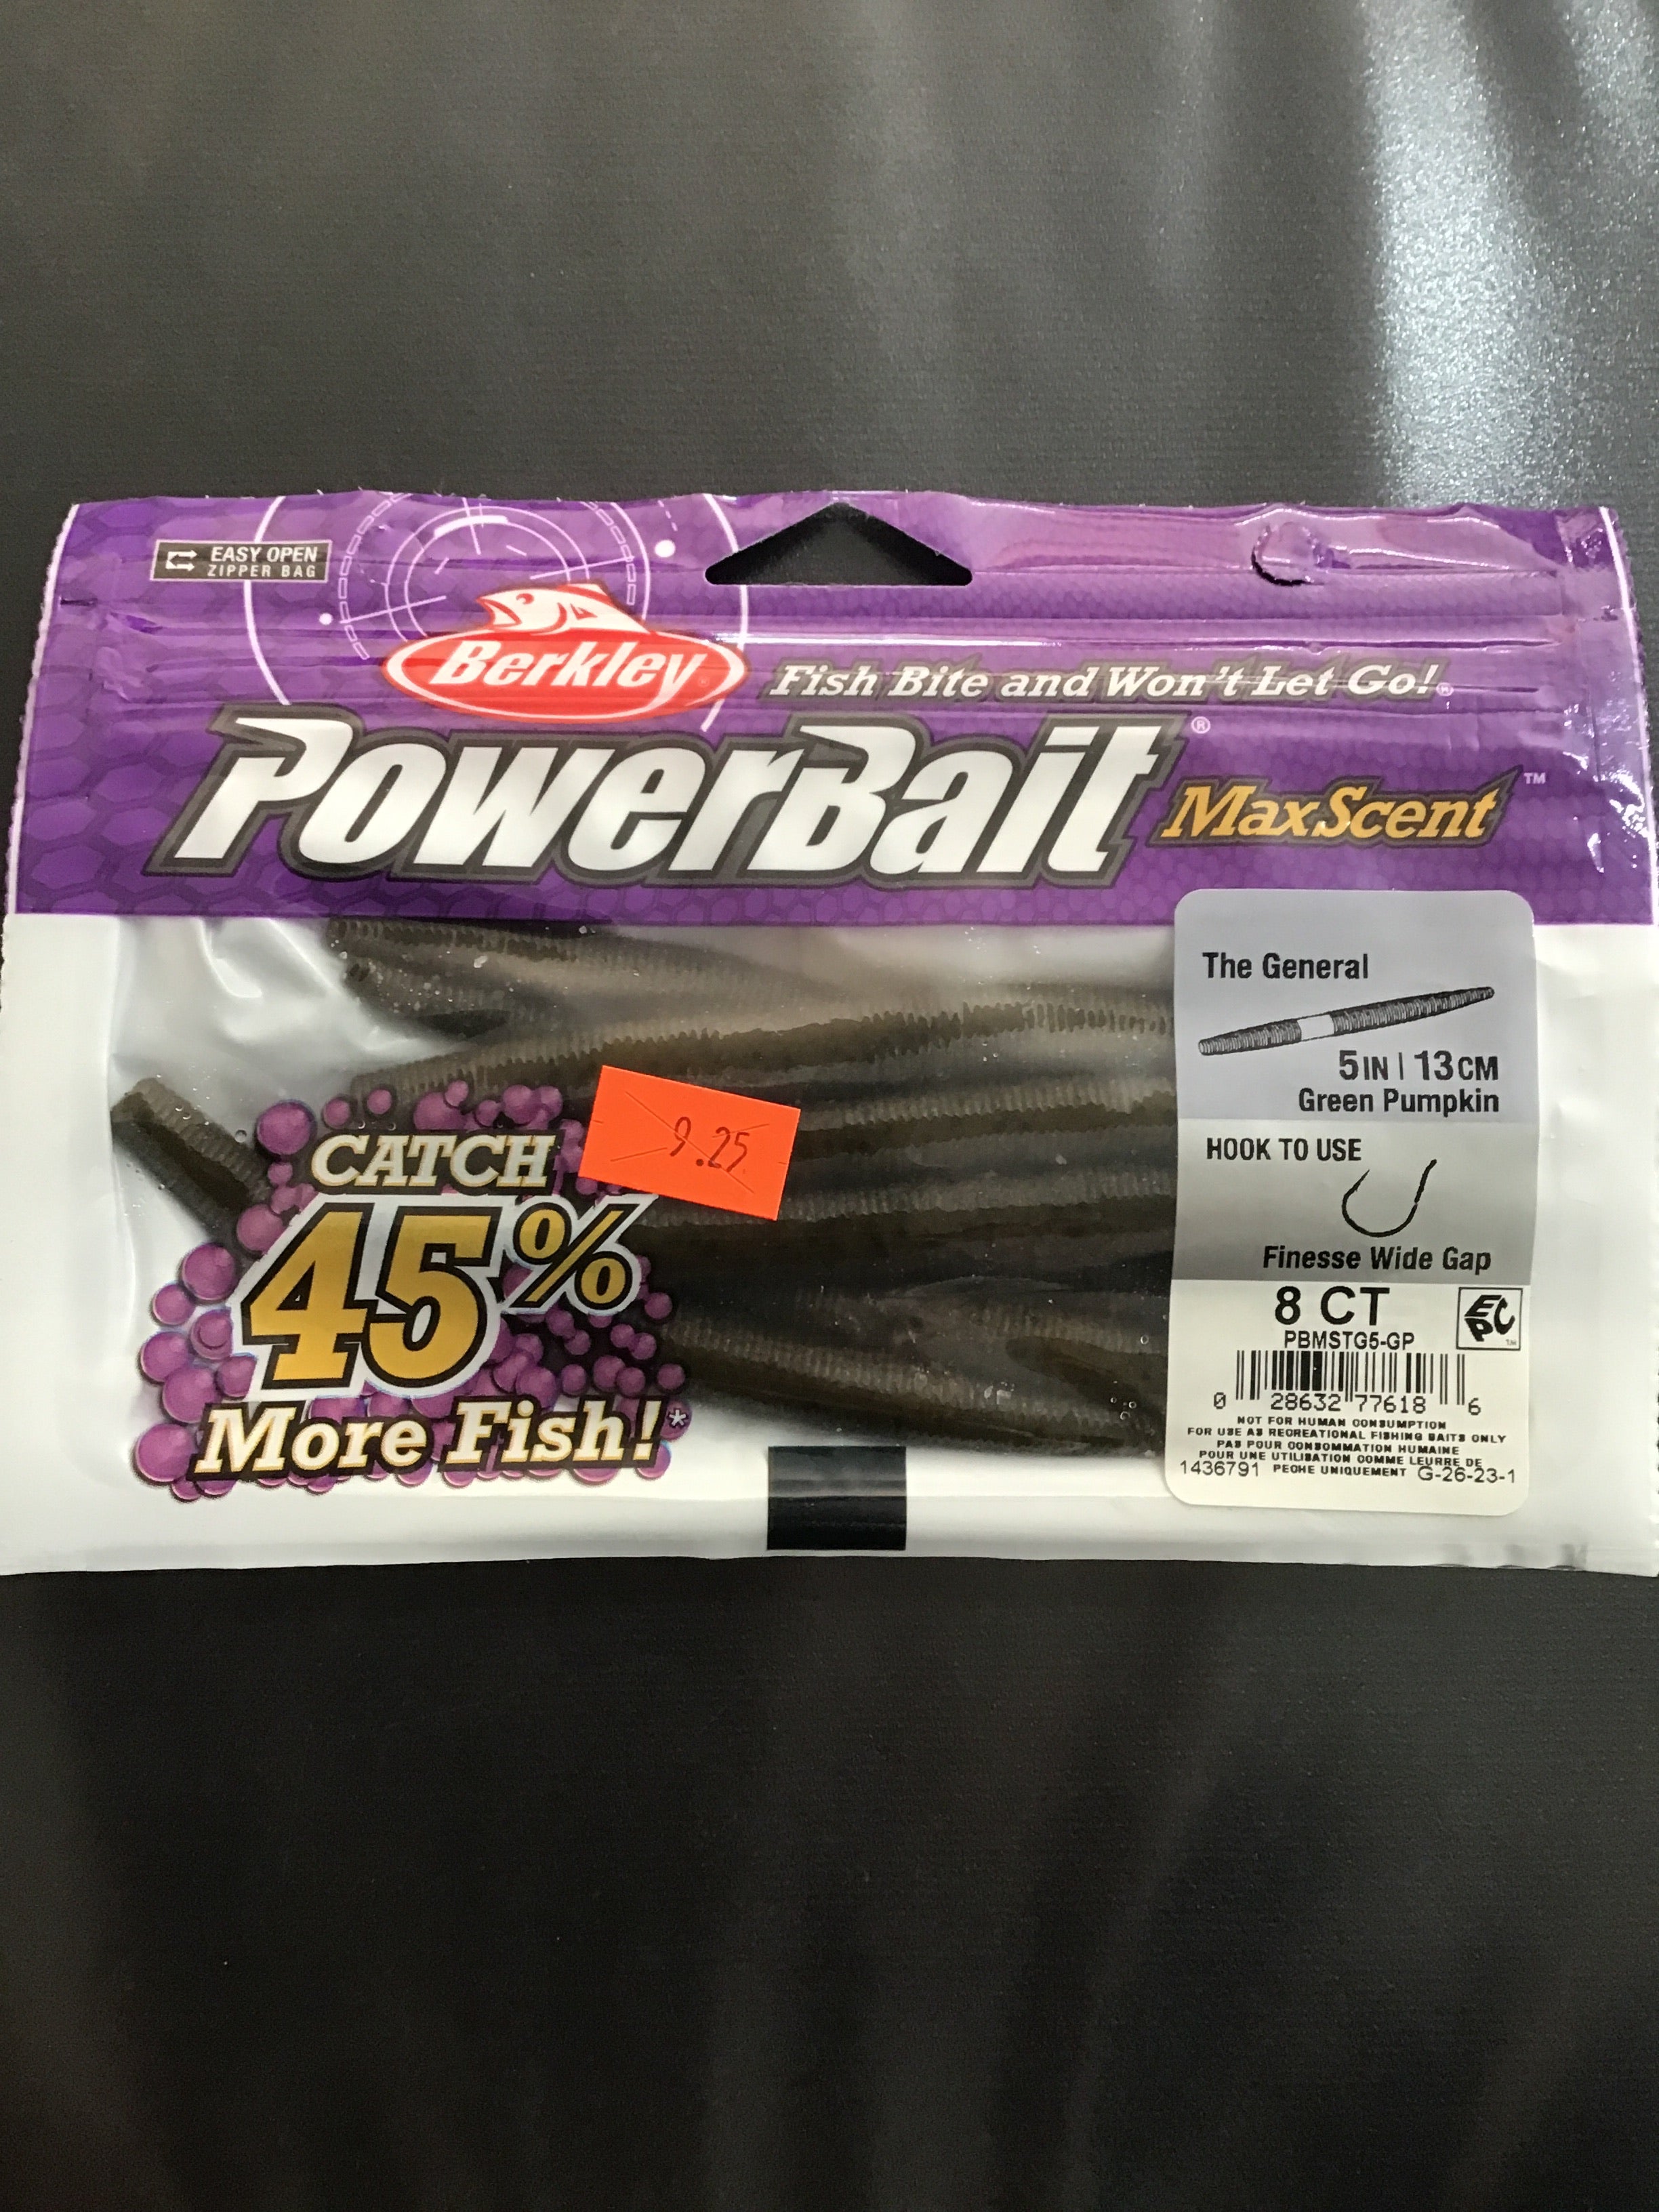 EASY OPEN
ZIPPER BAG
Berkley
Fish Bite and Won't Let Go!®
PowerBait®
MaxScent™
The General
5IN | 13CM
Green Pumpkin
HOOK TO USE
Finesse Wide Gap
8 CT
EPC™
PBMSTG5-GP
0 28632 77618 6
NOT FOR HUMAN CONSUMPTION
FOR USE AS RECREATIONAL FISHING BAITS ONLY
PAS POUR CONSOMMATION HUMAINE
POUR UNE UTILISATION COMME LEURRE DE
1436791 PECHE UNIQUEMENT G-26-23-1
9.25
CATCH
45%
More Fish!*